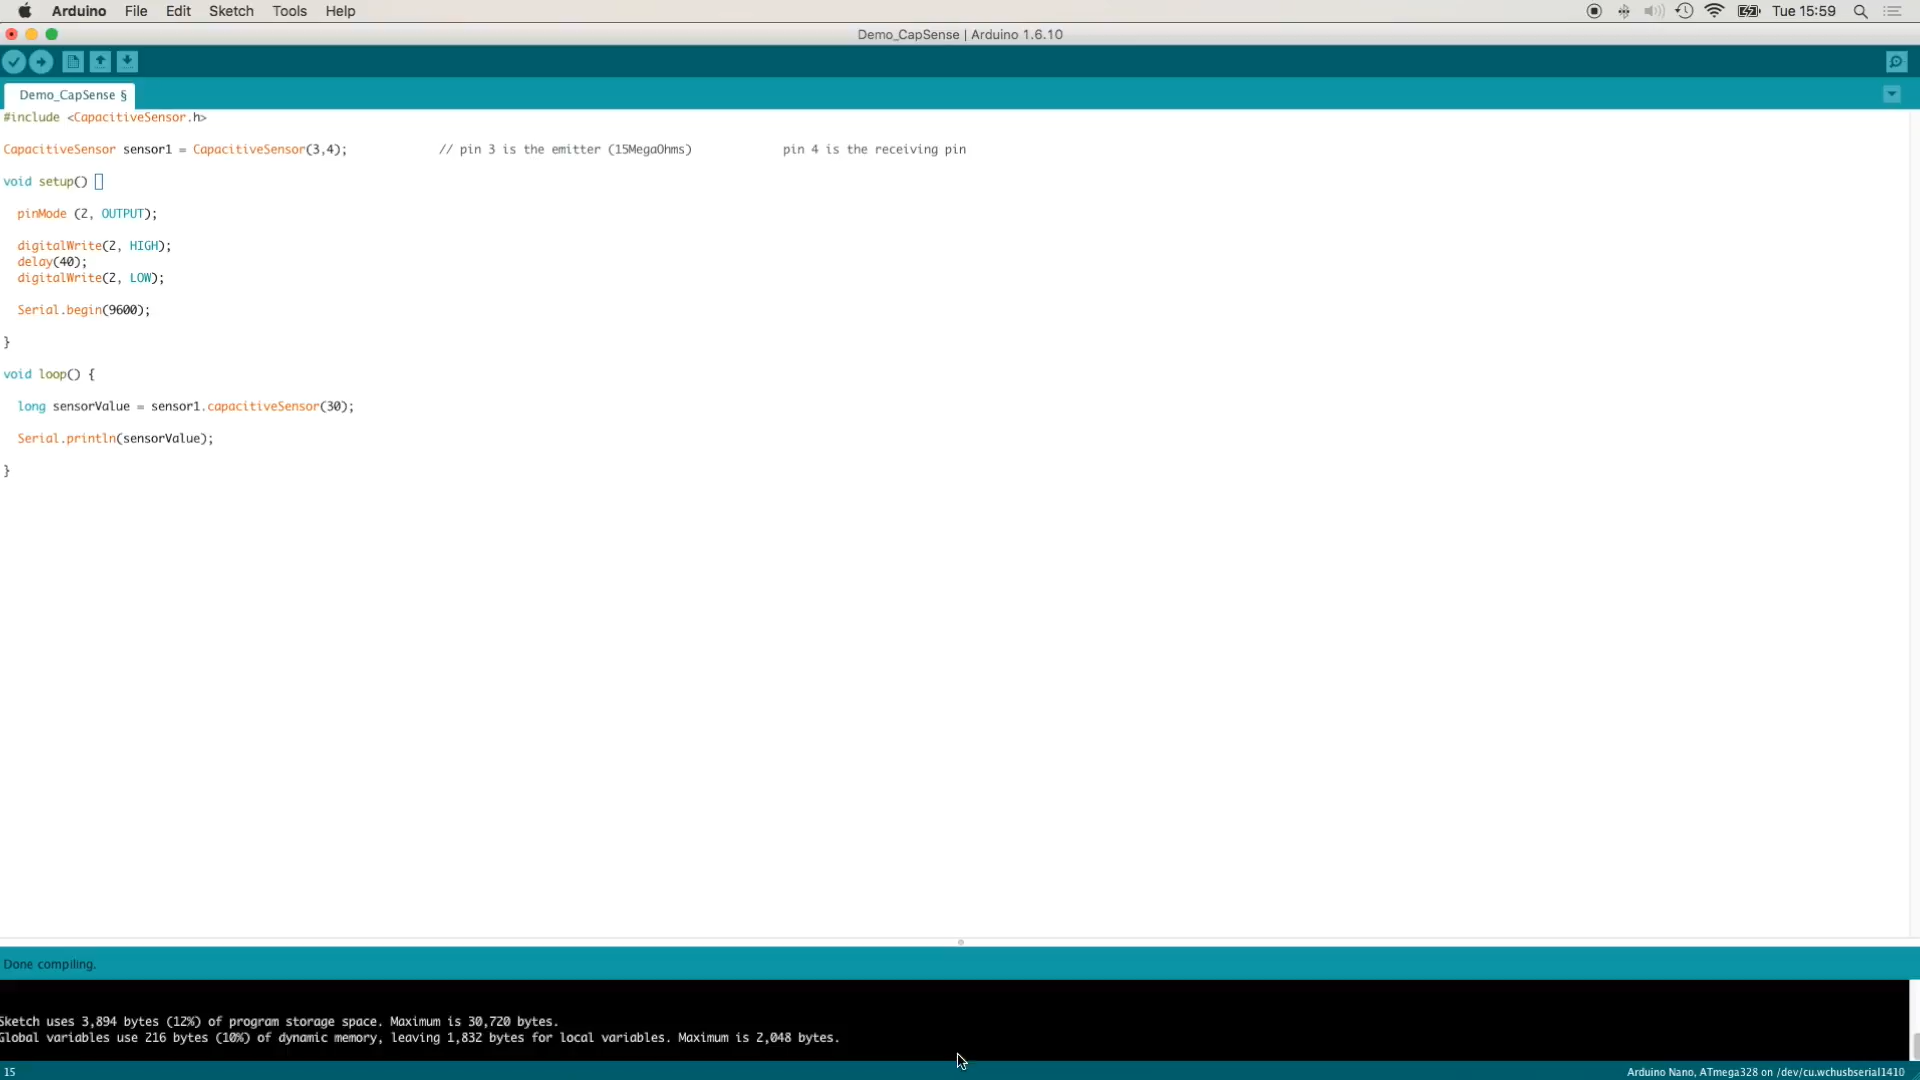 Arduino File Edit Sketch Tools Help Tue 15:59
Demo_CapSense | Arduino 1.6.10
Demo_CapSense §
#include <CapacitiveSensor.h>
CapacitiveSensor sensor1 = CapacitiveSensor(3,4); // pin 3 is the emitter (15MegaOhms) pin 4 is the receiving pin
void setup()
pinMode (2, OUTPUT);
digitalWrite(2, HIGH);
delay(40);
digitalWrite(2, LOW);
Serial.begin(9600);
}
void loop() {
long sensorValue = sensor1.capacitiveSensor(30);
Serial.println(sensorValue);
}
Done compiling.
Sketch uses 3,894 bytes (12%) of program storage space. Maximum is 30,720 bytes.
Global variables use 216 bytes (10%) of dynamic memory, leaving 1,832 bytes for local variables. Maximum is 2,048 bytes.
15 Arduino Nano, ATmega328 on /dev/cu.wchusbserial1410